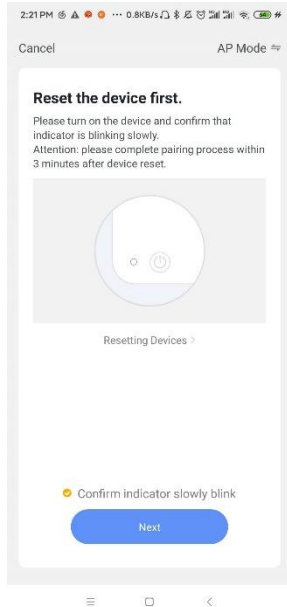 2:21 PM ... 0.8KB/s
Cancel AP Mode
Reset the device first.
Please turn on the device and confirm that
indicator is blinking slowly.
Attention: please complete pairing process within
3 minutes after device reset.
Resetting Devices >
Confirm indicator slowly blink
Next